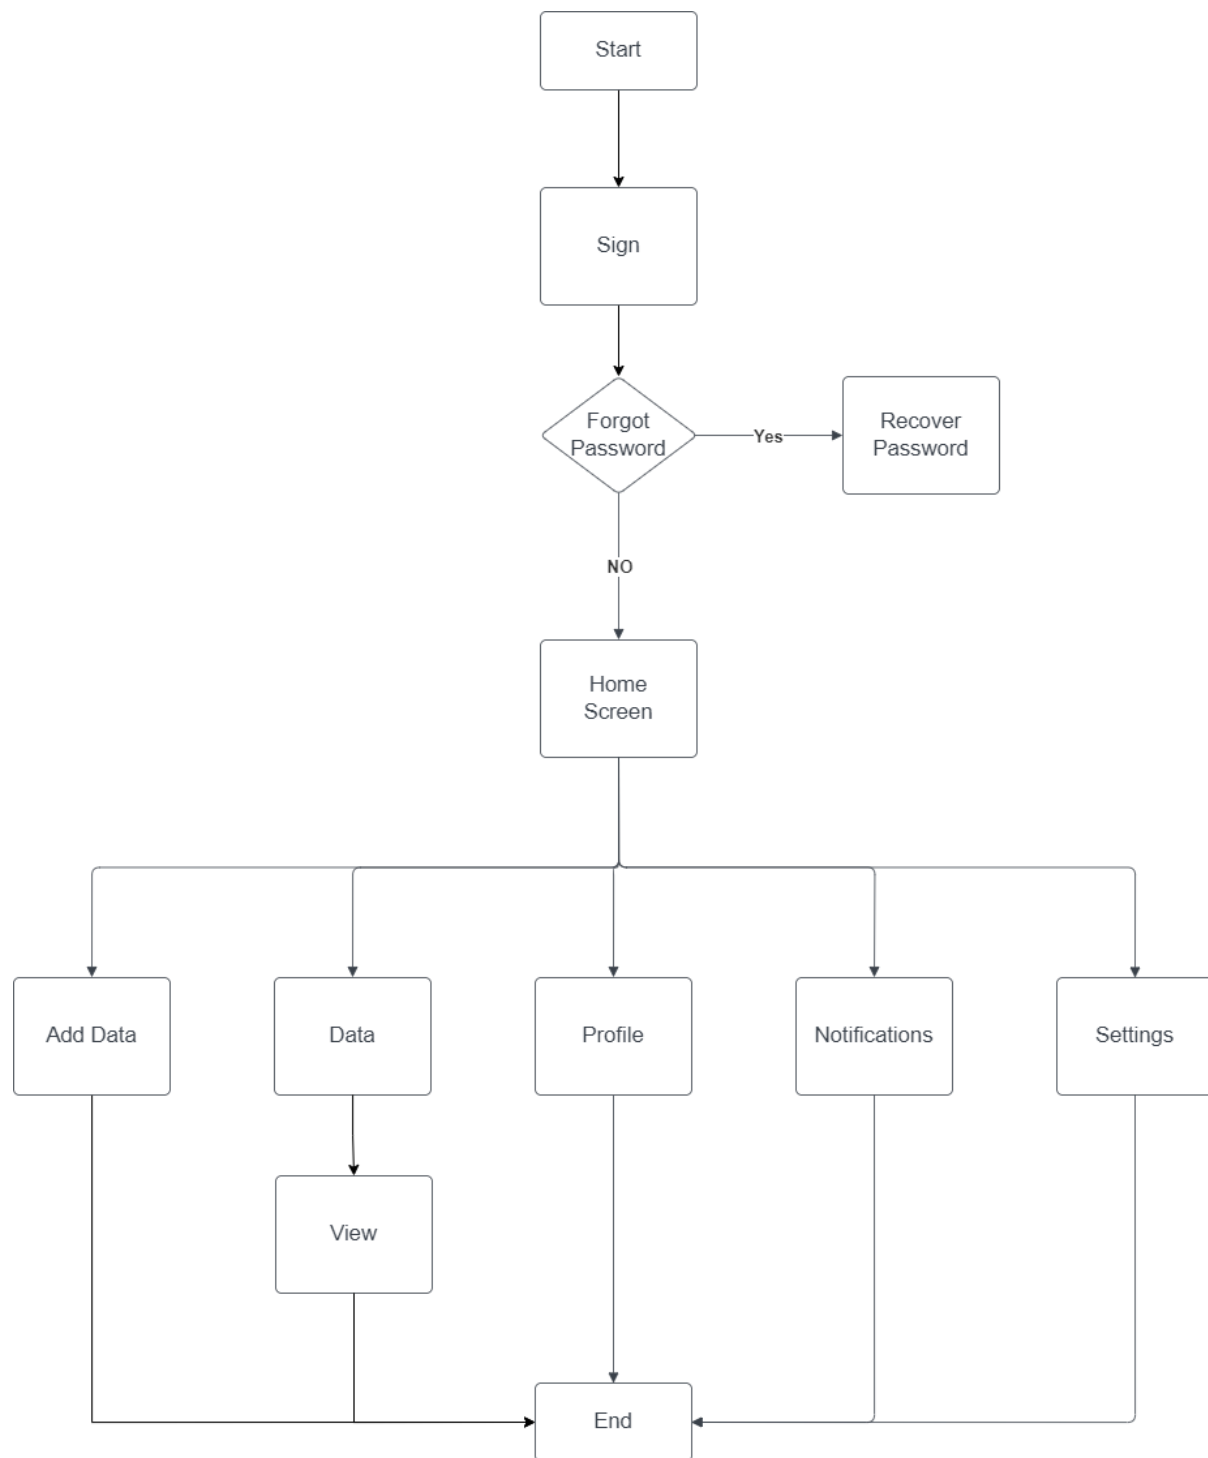 Start
Sign
Forgot
Password
Yes
Recover
Password
NO
Home
Screen
Add Data
Data
Profile
Notifications
Settings
View
End